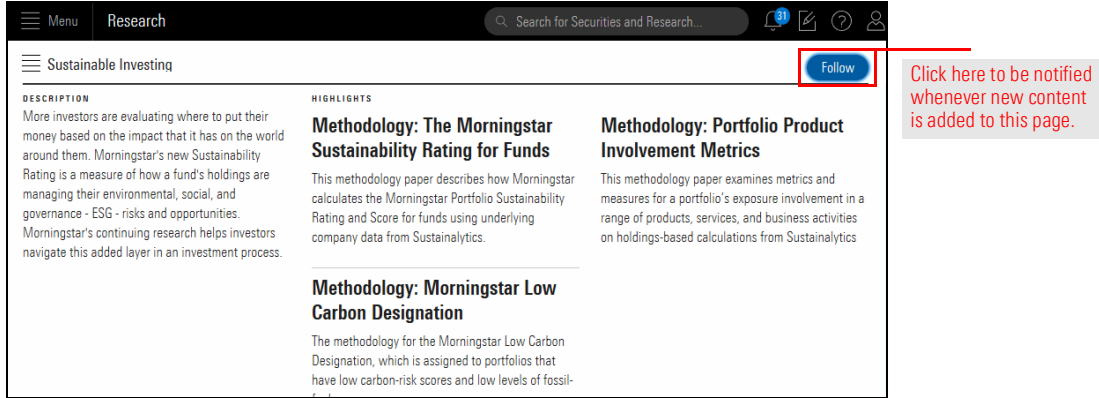 Menu
Research
Search for Securities and Research...
31
Sustainable Investing
Follow
Click here to be notified
whenever new content
is added to this page.
DESCRIPTION
More investors are evaluating where to put their
money based on the impact that it has on the world
around them. Morningstar's new Sustainability
Rating is a measure of how a fund's holdings are
managing their environmental, social, and
governance - ESG - risks and opportunities.
Morningstar's continuing research helps investors
navigate this added layer in an investment process.
HIGHLIGHTS
Methodology: The Morningstar
Sustainability Rating for Funds
This methodology paper describes how Morningstar
calculates the Morningstar Portfolio Sustainability
Rating and Score for funds using underlying
company data from Sustainalytics.
Methodology: Portfolio Product
Involvement Metrics
This methodology paper examines metrics and
measures for a portfolio's exposure involvement in a
range of products, services, and business activities
on holdings-based calculations from Sustainalytics
Methodology: Morningstar Low
Carbon Designation
The methodology for the Morningstar Low Carbon
Designation, which is assigned to portfolios that
have low carbon-risk scores and low levels of fossil-